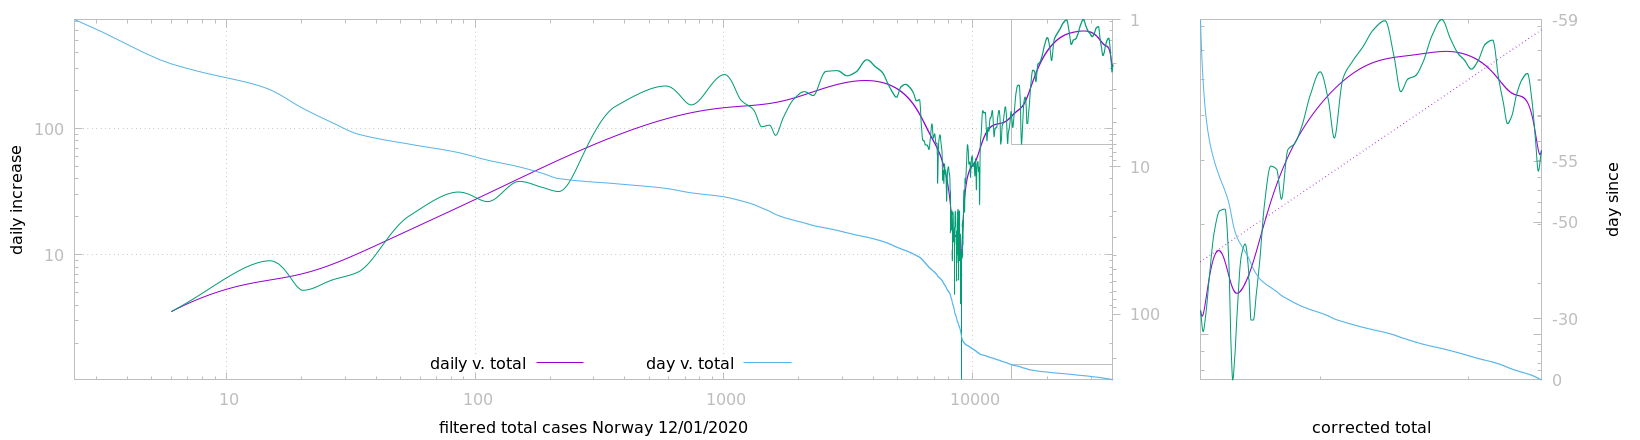 daily increase
100
10
daily v. total
day v. total
10
100
1000
10000
filtered total cases Norway 12/01/2020
1
10
100
-59
-55
-50
-30
0
day since
corrected total